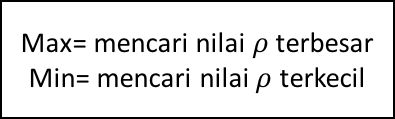 Max= mencari nilai 𝜌 terbesar
Min= mencari nilai 𝜌 terkecil